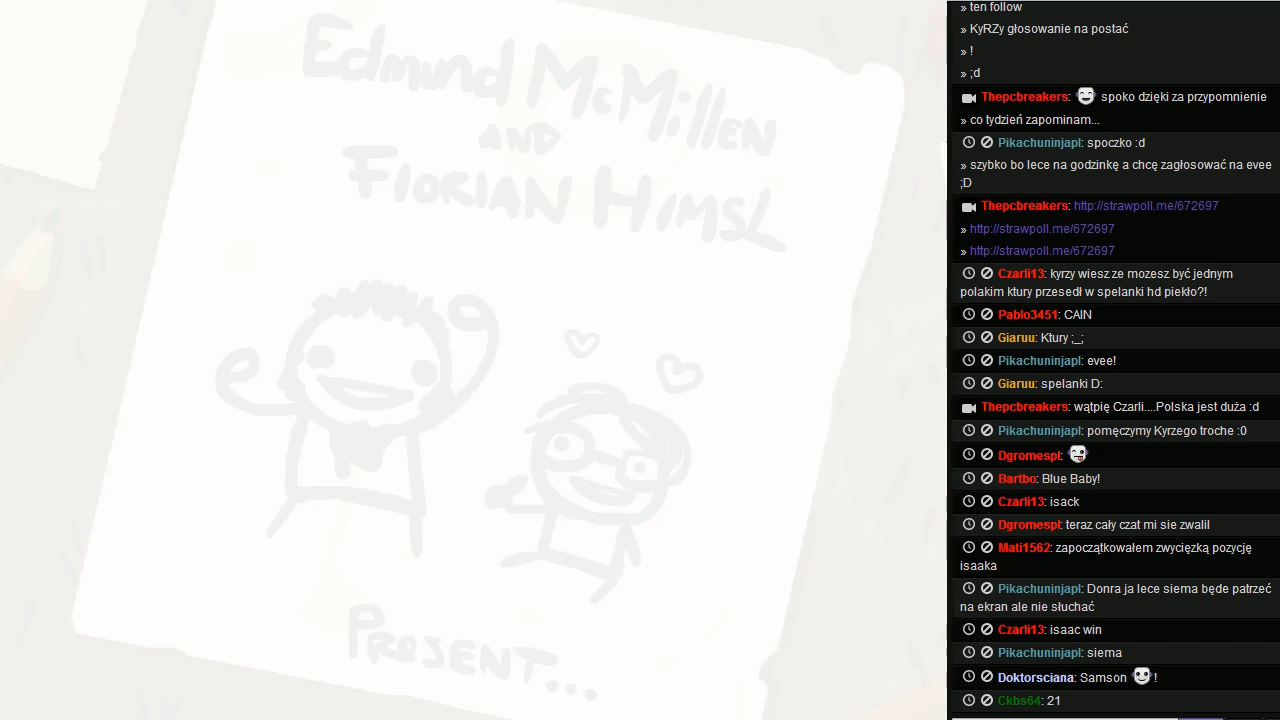 Edmund McMillen
AND
Florian Himsl
Present...
» ten follow
» KyRZy głosowanie na postać
» !
» ;d
Thepcbreakers: spoko dzięki za przypomnienie
» co tydzień zapominam...
Pikachuninjapl: spoczko :d
» szybko bo lece na godzinkę a chcę zagłosować na evee
;D
Thepcbreakers: http://strawpoll.me/672697
» http://strawpoll.me/672697
» http://strawpoll.me/672697
Czarli13: kyrzy wiesz ze mozesz być jednym
polakim ktury przesedł w spelanki hd piekło?!
Pablo3451: CAIN
Giaruu: Ktury ;_;
Pikachuninjapl: evee!
Giaruu: spelanki D:
Thepcbreakers: wątpię Czarli....Polska jest duża :d
Pikachuninjapl: pomęczymy Kyrzego troche :0
Dgromespl:
Bartbo: Blue Baby!
Czarli13: isack
Dgromespl: teraz cały czat mi sie zwalil
Mati1562: zapoczątkowałem zwycięzką pozycję
isaaka
Pikachuninjapl: Donra ja lece siema będe patrzeć
na ekran ale nie słuchać
Czarli13: isaac win
Pikachuninjapl: siema
Doktorsciana: Samson !
Ckbs64: 21